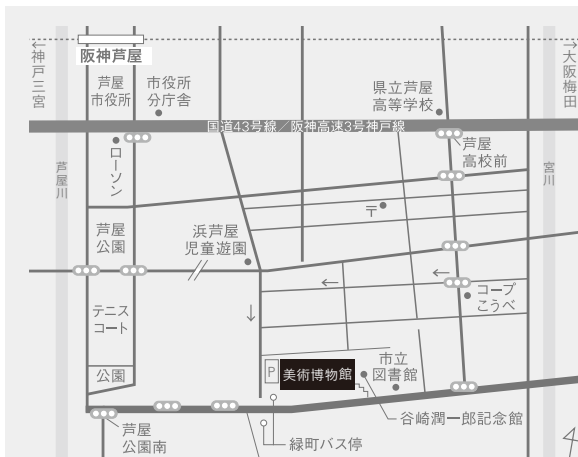 阪神芦屋
↑
神戸三宮
→
大阪梅田
芦屋
市役所
市役所
分庁舎
県立芦屋
高等学校
国道43号線／阪神高速3号神戸線
ローソン
芦屋
高校前
芦屋川
宮川
〒
芦屋
公園
浜芦屋
児童遊園
←
←
コープ
こうべ
テニス
コート
↓
公園
P
美術博物館
市立
図書館
谷崎潤一郎記念館
芦屋
公園南
緑町バス停